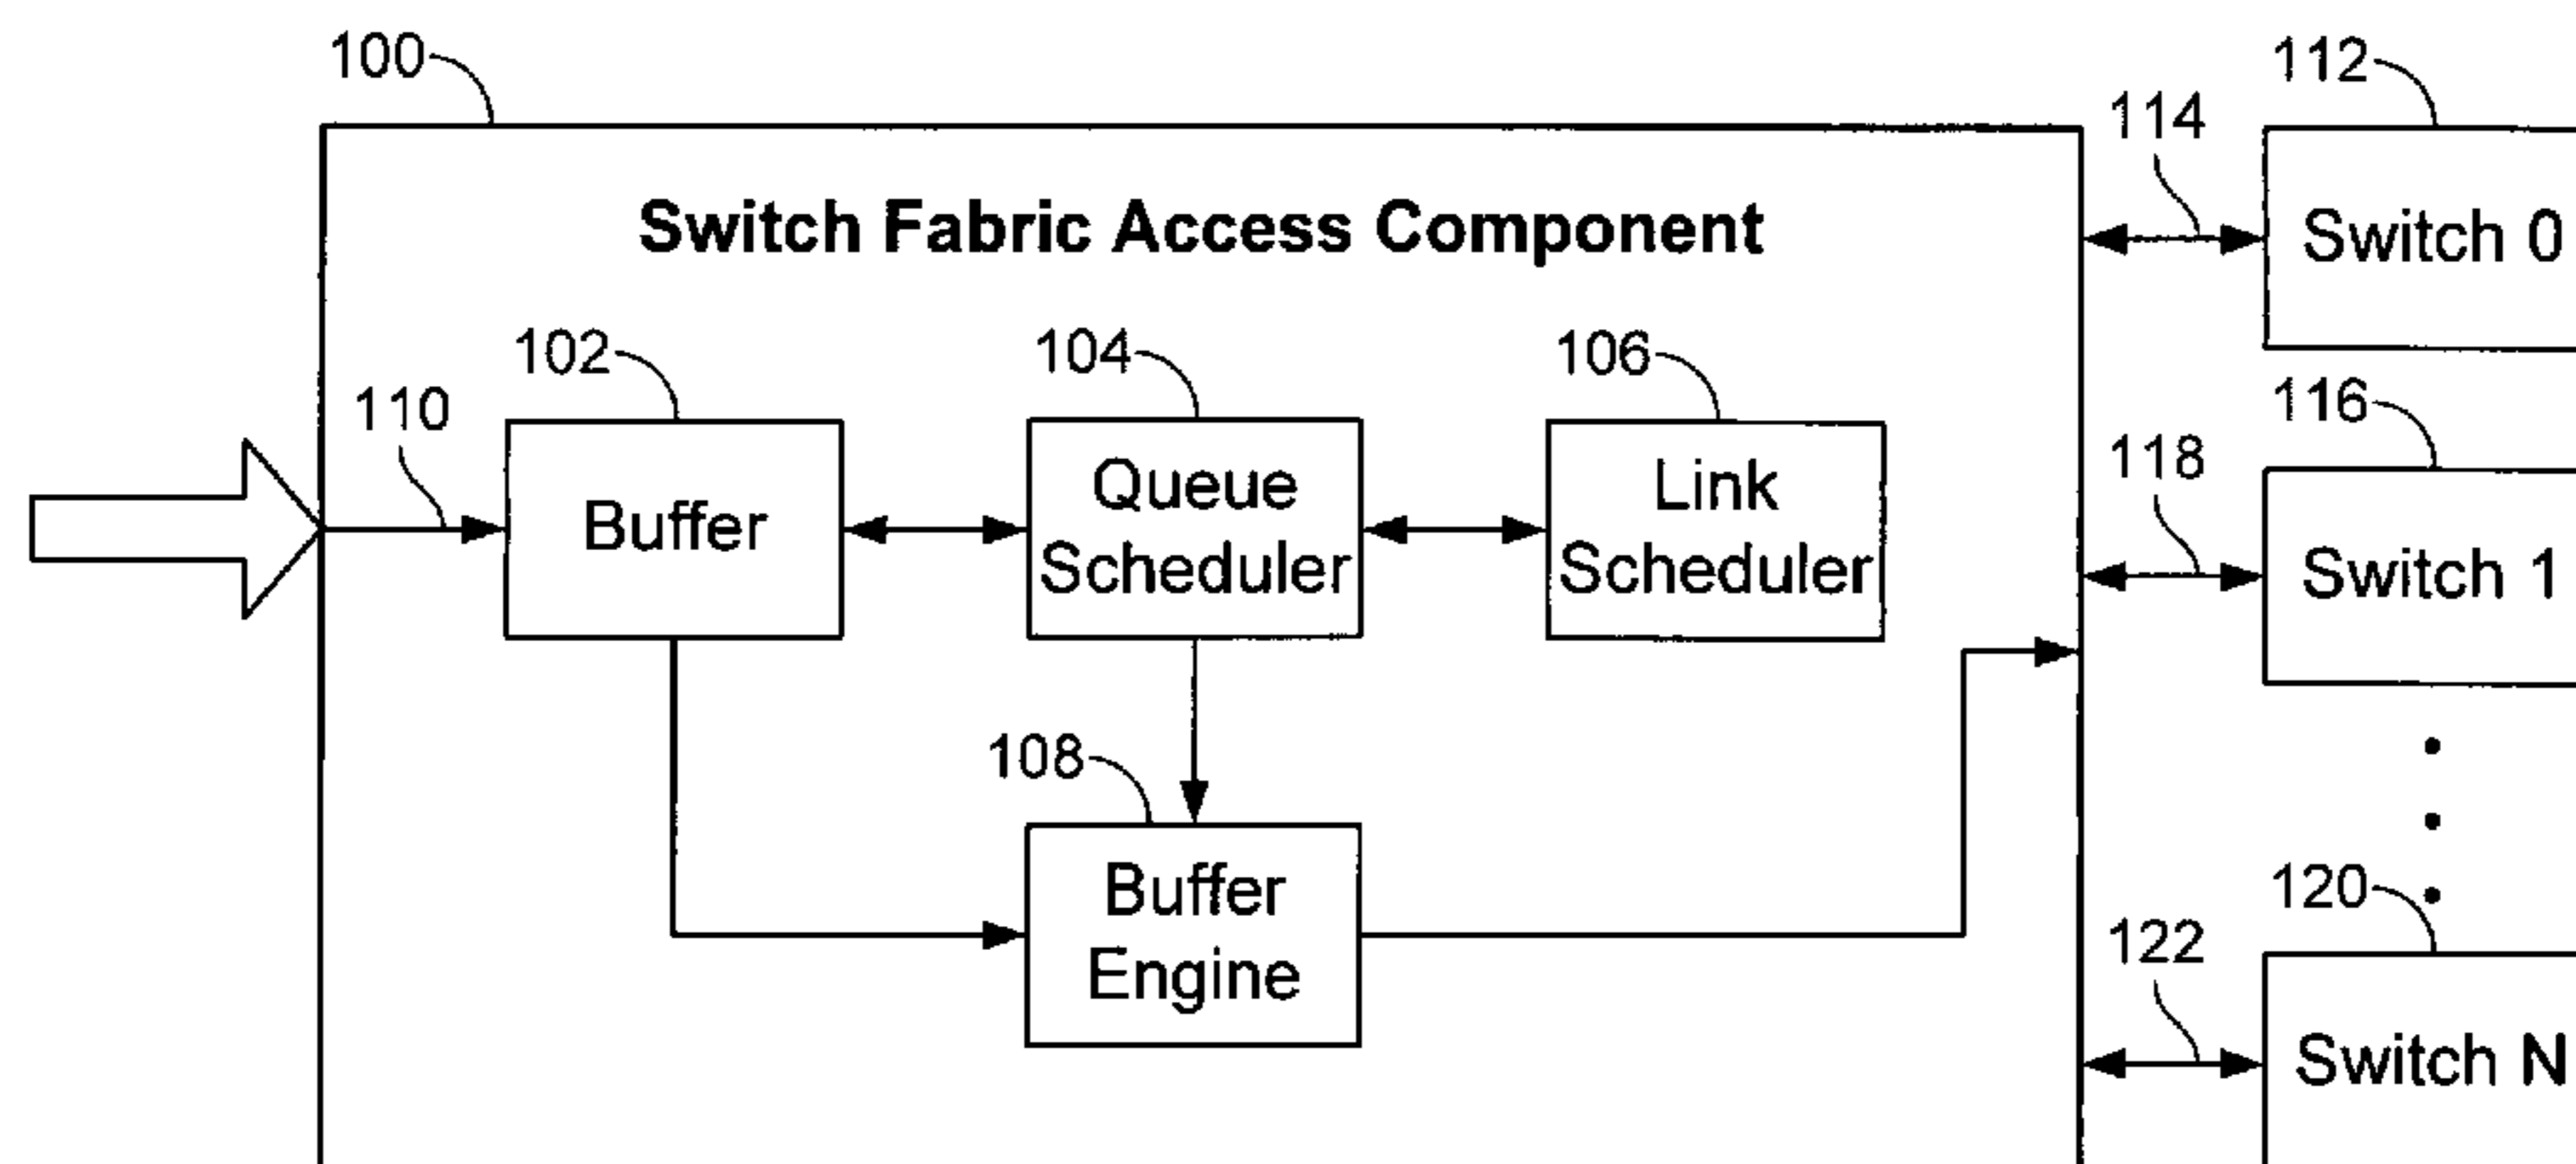 100
112
114
Switch Fabric Access Component
Switch 0
102
104
106
110
116
118
Buffer
Queue
Scheduler
Link
Scheduler
Switch 1
108
120
Buffer
Engine
122
Switch N